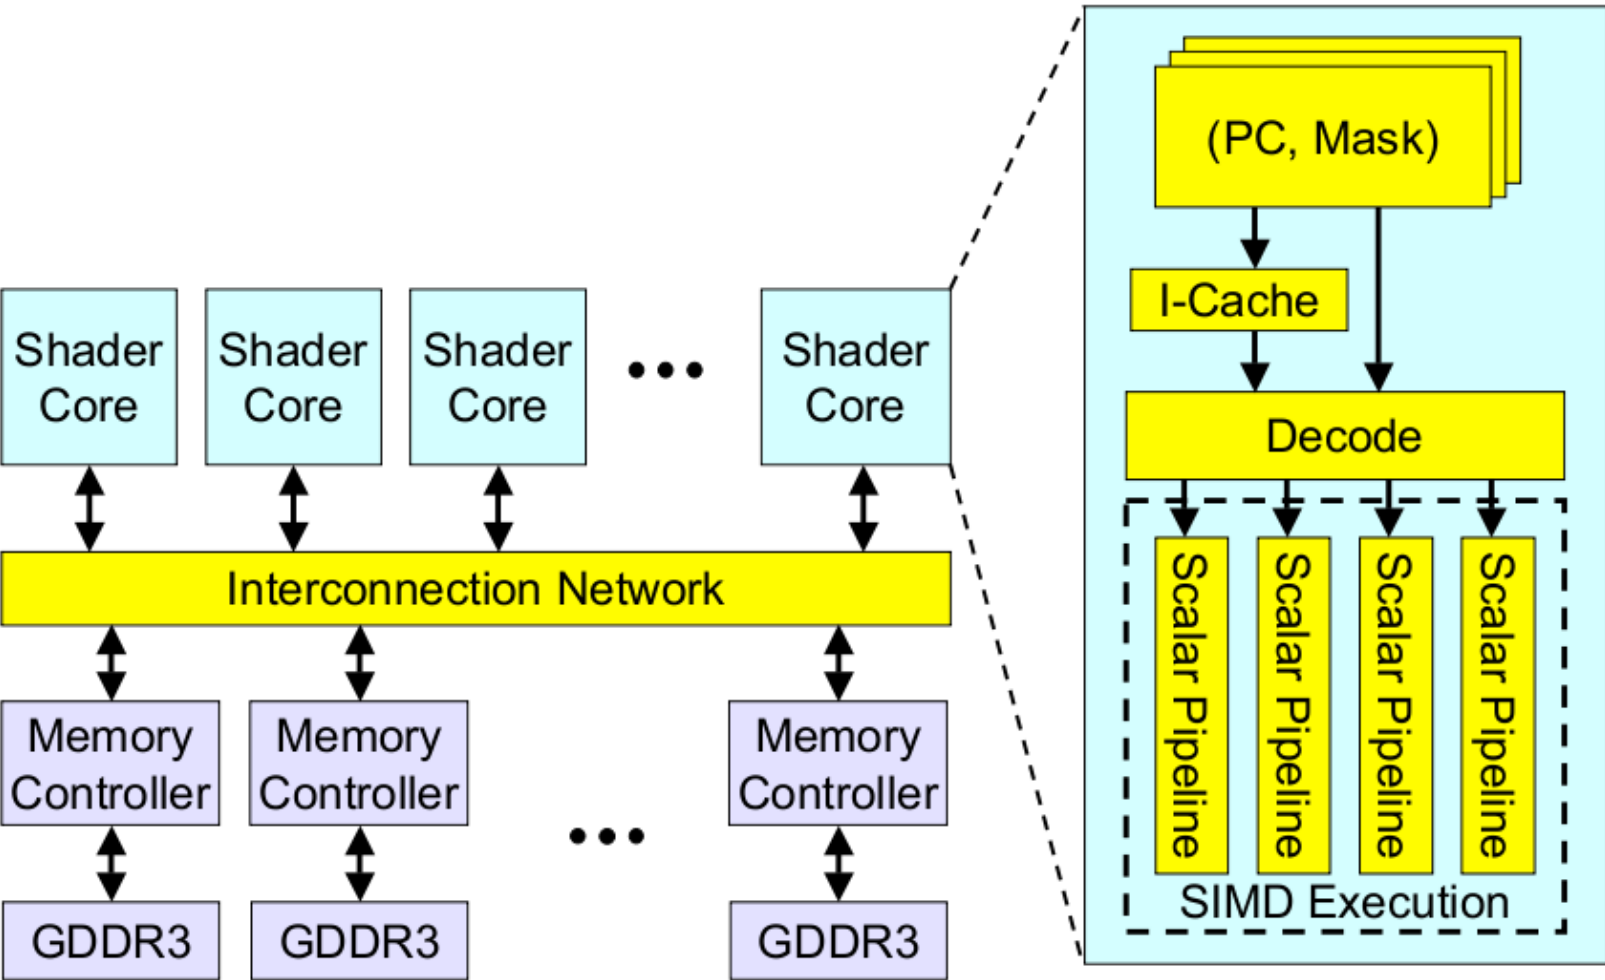 Shader
Core
Shader
Core
Shader
Core
...
Shader
Core
Interconnection Network
Memory
Controller
Memory
Controller
...
Memory
Controller
GDDR3
GDDR3
GDDR3
(PC, Mask)
I-Cache
Decode
Scalar Pipeline
Scalar Pipeline
Scalar Pipeline
Scalar Pipeline
SIMD Execution